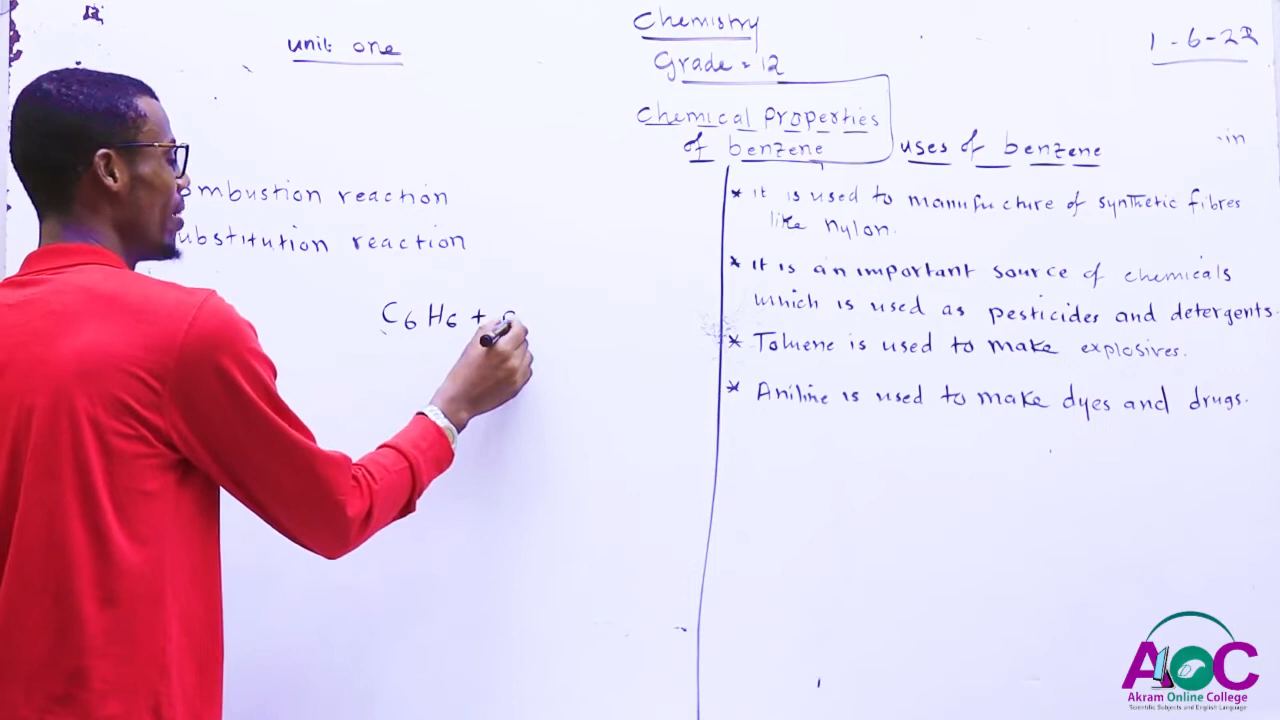 unit one
Chemistry
Grade = 12
1-6-22
Chemical Properties
of benzene
uses of benzene
in
ombustion reaction
ubstitution reaction
C6H6 +
* it is used to manufucture of synthetic fibres
like nylon.
* it is an important source of chemicals
which is used as pesticides and detergents.
* Toluene is used to make explosives.
* Aniline is used to make dyes and drugs.
AOC
Akram Online College
Scientific Subjects and English Language